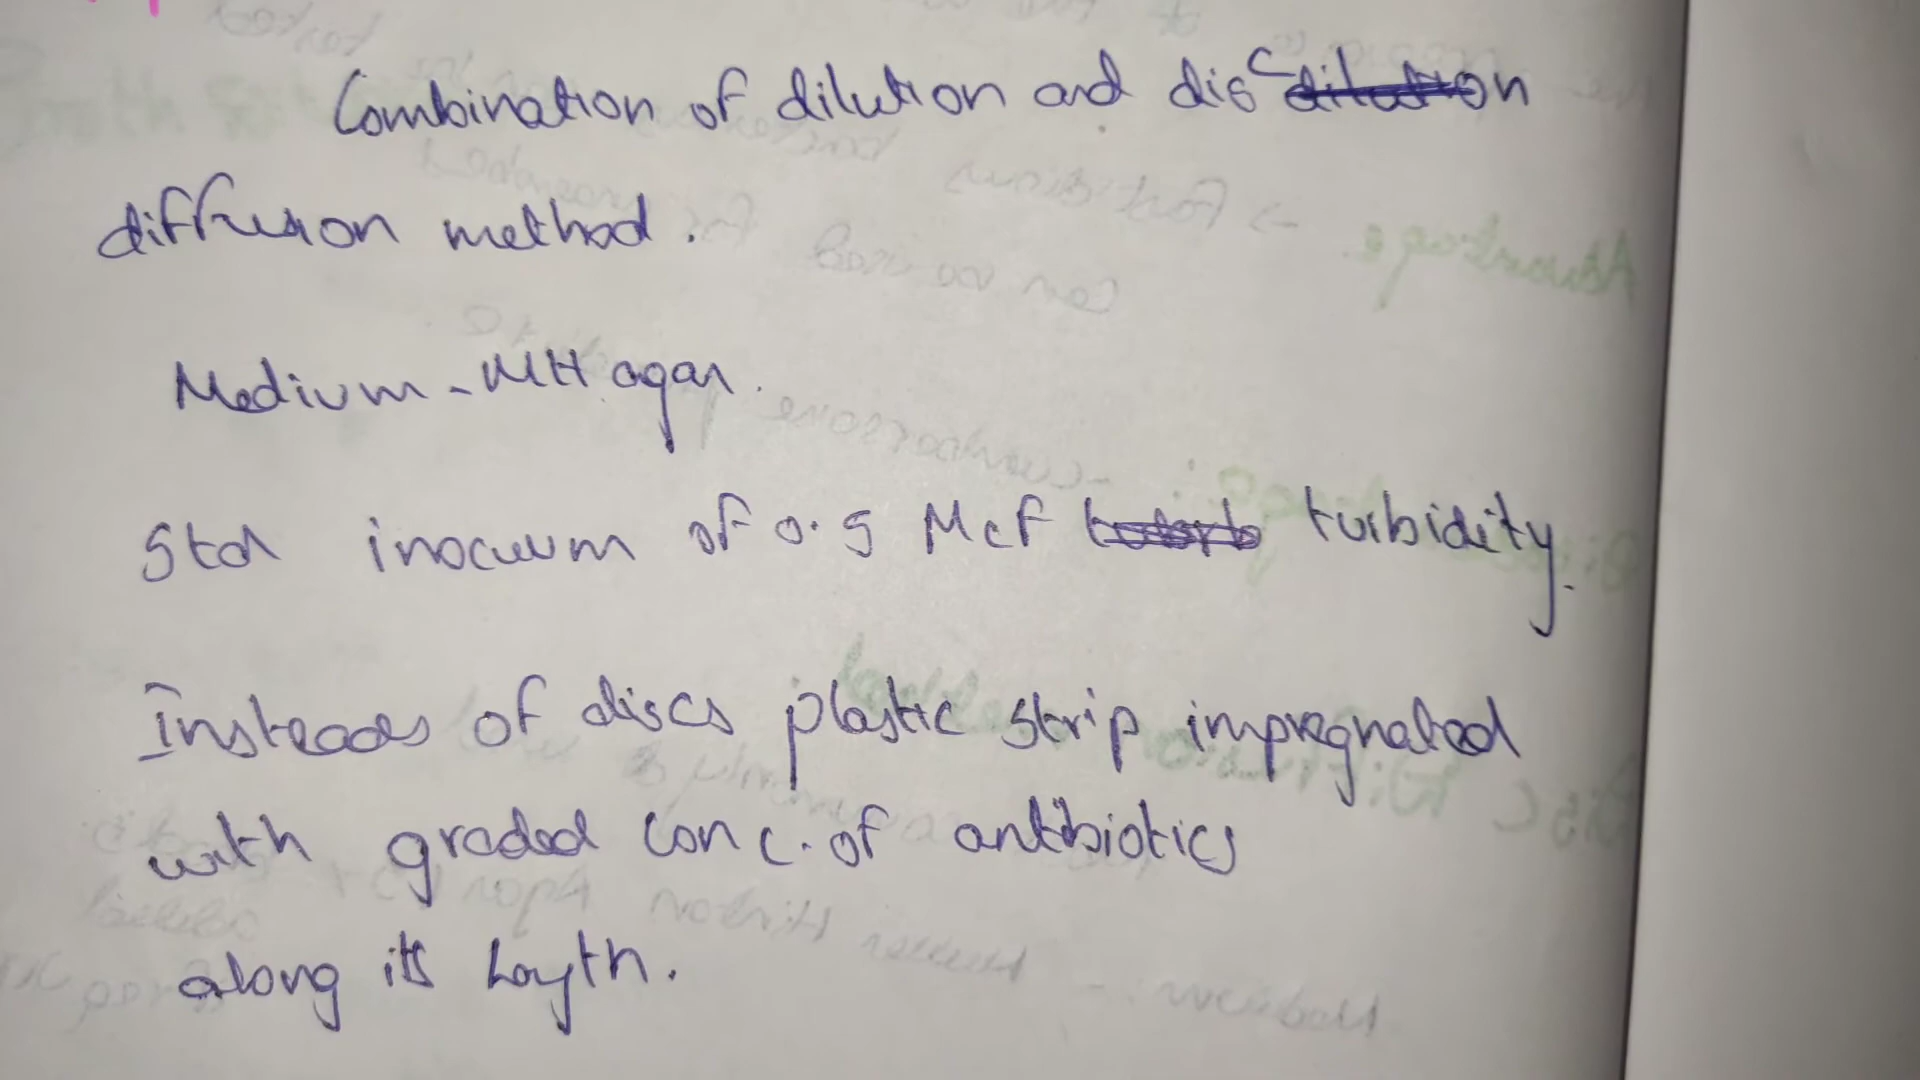 Combination of dilution and disc
diffusion method.
Medium - MH agar.
Std inocuum of 0.5 McF turbidity.
Insteads of discs plastic strip impregnated
with graded conc. of antibiotics
along its length.